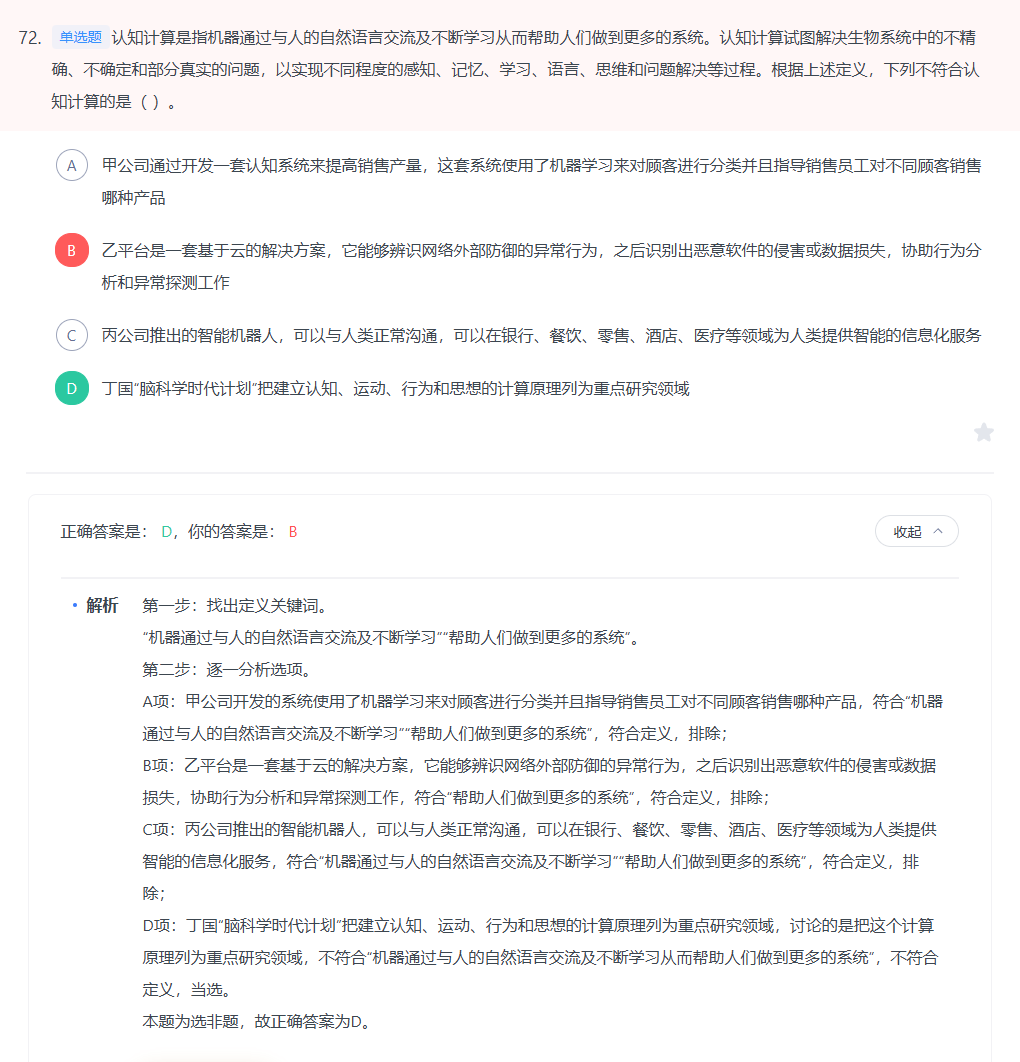 72. 单选题 认知计算是指机器通过与人的自然语言交流及不断学习从而帮助人们做到更多的系统。认知计算试图解决生物系统中的不精
确、不确定和部分真实的问题，以实现不同程度的感知、记忆、学习、语言、思维和问题解决等过程。根据上述定义，下列不符合认
知计算的是（ ）。
A 甲公司通过开发一套认知系统来提高销售产量，这套系统使用了机器学习来对顾客进行分类并且指导销售员工对不同顾客销售
哪种产品
B 乙平台是一套基于云的解决方案，它能够辨识网络外部防御的异常行为，之后识别出恶意软件的侵害或数据损失，协助行为分
析和异常探测工作
C 丙公司推出的智能机器人，可以与人类正常沟通，可以在银行、餐饮、零售、酒店、医疗等领域为人类提供智能的信息化服务
D 丁国“脑科学时代计划”把建立认知、运动、行为和思想的计算原理列为重点研究领域
正确答案是： D，你的答案是： B
收起
解析 第一步：找出定义关键词。
“机器通过与人的自然语言交流及不断学习”“帮助人们做到更多的系统”。
第二步：逐一分析选项。
A项：甲公司开发的系统使用了机器学习来对顾客进行分类并且指导销售员工对不同顾客销售哪种产品，符合“机器
通过与人的自然语言交流及不断学习”“帮助人们做到更多的系统”，符合定义，排除；
B项：乙平台是一套基于云的解决方案，它能够辨识网络外部防御的异常行为，之后识别出恶意软件的侵害或数据
损失，协助行为分析和异常探测工作，符合“帮助人们做到更多的系统”，符合定义，排除；
C项：丙公司推出的智能机器人，可以与人类正常沟通，可以在银行、餐饮、零售、酒店、医疗等领域为人类提供
智能的信息化服务，符合“机器通过与人的自然语言交流及不断学习”“帮助人们做到更多的系统”，符合定义，排
除；
D项：丁国“脑科学时代计划”把建立认知、运动、行为和思想的计算原理列为重点研究领域，讨论的是把这个计算
原理列为重点研究领域，不符合“机器通过与人的自然语言交流及不断学习从而帮助人们做到更多的系统”，不符合
定义，当选。
本题为选非题，故正确答案为D。